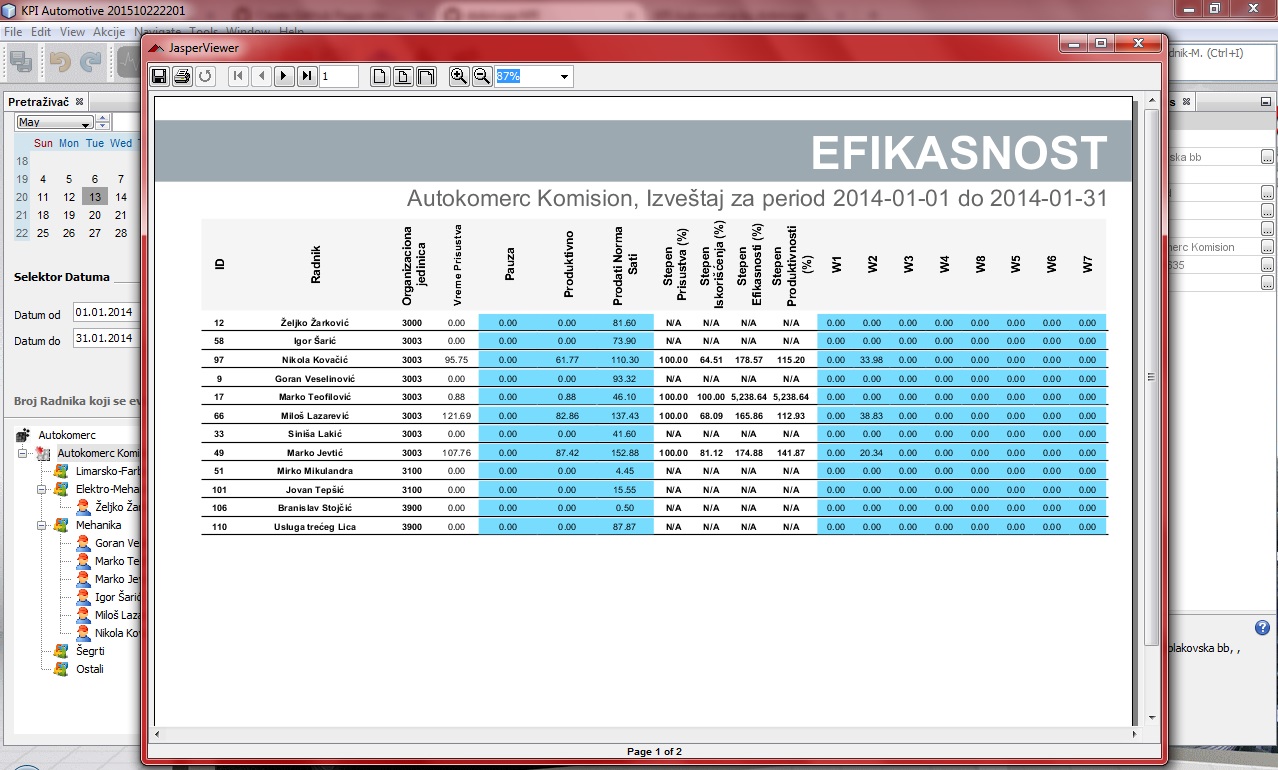 KPI Automotive 201510222201
File Edit View Akcije Navigate Tools Window Help
dnik-M. (Ctrl+I)
JasperViewer
1
87%
Pretraživač
s
May
Sun Mon Tue Wed
18
19 4 5 6 7
20 11 12 13 14
21 18 19 20 21
22 25 26 27 28
Selektor Datuma
Datum od 01.01.2014
Datum do 31.01.2014
Broj Radnika koji se ev
Autokomerc
Autokomerc Komi
Limarsko-Farb
Elektro-Meha
Željko Ža
Mehanika
Goran Ve
Marko Te
Marko Je
Igor Šarić
Miloš Laza
Nikola Ko
Šegrti
Ostali
EFIKASNOST
Autokomerc Komision, Izveštaj za period 2014-01-01 do 2014-01-31
ID Radnik Organizaciona jedinica Vreme Prisustva Pauza Produktivno Prodati Norma Sati Stepen Prisustva (%) Stepen Iskorišćenja (%) Stepen Efikasnosti (%) Stepen Produktivnosti (%) W1 W2 W3 W4 W8 W5 W6 W7
12 Željko Žarković 3000 0.00 0.00 0.00 81.60 N/A N/A N/A N/A 0.00 0.00 0.00 0.00 0.00 0.00 0.00 0.00
58 Igor Šarić 3003 0.00 0.00 0.00 73.90 N/A N/A N/A N/A 0.00 0.00 0.00 0.00 0.00 0.00 0.00 0.00
97 Nikola Kovačić 3003 95.75 0.00 61.77 110.30 100.00 64.51 178.57 115.20 0.00 33.98 0.00 0.00 0.00 0.00 0.00 0.00
9 Goran Veselinović 3003 0.00 0.00 0.00 93.32 N/A N/A N/A N/A 0.00 0.00 0.00 0.00 0.00 0.00 0.00 0.00
17 Marko Teofilović 3003 0.88 0.00 0.88 46.10 100.00 100.00 5,238.64 5,238.64 0.00 0.00 0.00 0.00 0.00 0.00 0.00 0.00
66 Miloš Lazarević 3003 121.69 0.00 82.86 137.43 100.00 68.09 165.86 112.93 0.00 38.83 0.00 0.00 0.00 0.00 0.00 0.00
33 Siniša Lakić 3003 0.00 0.00 0.00 41.60 N/A N/A N/A N/A 0.00 0.00 0.00 0.00 0.00 0.00 0.00 0.00
49 Marko Jevtić 3003 107.76 0.00 87.42 152.88 100.00 81.12 174.88 141.87 0.00 20.34 0.00 0.00 0.00 0.00 0.00 0.00
51 Mirko Mikulandra 3100 0.00 0.00 0.00 4.45 N/A N/A N/A N/A 0.00 0.00 0.00 0.00 0.00 0.00 0.00 0.00
101 Jovan Tepšić 3100 0.00 0.00 0.00 15.55 N/A N/A N/A N/A 0.00 0.00 0.00 0.00 0.00 0.00 0.00 0.00
106 Branislav Stojčić 3900 0.00 0.00 0.00 0.50 N/A N/A N/A N/A 0.00 0.00 0.00 0.00 0.00 0.00 0.00 0.00
110 Usluga trećeg Lica 3900 0.00 0.00 0.00 87.87 N/A N/A N/A N/A 0.00 0.00 0.00 0.00 0.00 0.00 0.00 0.00
Page 1 of 2
ska bb
nerc Komision
535
olakovska bb, ,